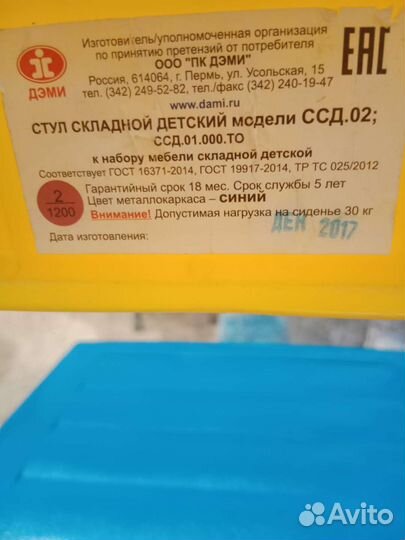 Изготовитель/уполномоченная организация
по принятию претензий от потребителя
ООО "ПК ДЭМИ"
Россия, 614064, г. Пермь, ул. Усольская, 15
тел. (342) 249-52-82, тел./факс (342) 240-19-47
www.dami.ru
ДЭМИ
EAC
СТУЛ СКЛАДНОЙ ДЕТСКИЙ модели ССД.02;
ССД.01.000.ТО
к набору мебели складной детской
Соответствует ГОСТ 16371-2014, ГОСТ 19917-2014, ТР ТС 025/2012
2
1200
Гарантийный срок 18 мес. Срок службы 5 лет
Цвет металлокаркаса – СИНИЙ
Внимание! Допустимая нагрузка на сиденье 30 кг
Дата изготовления: ДЕК 2017
Avito